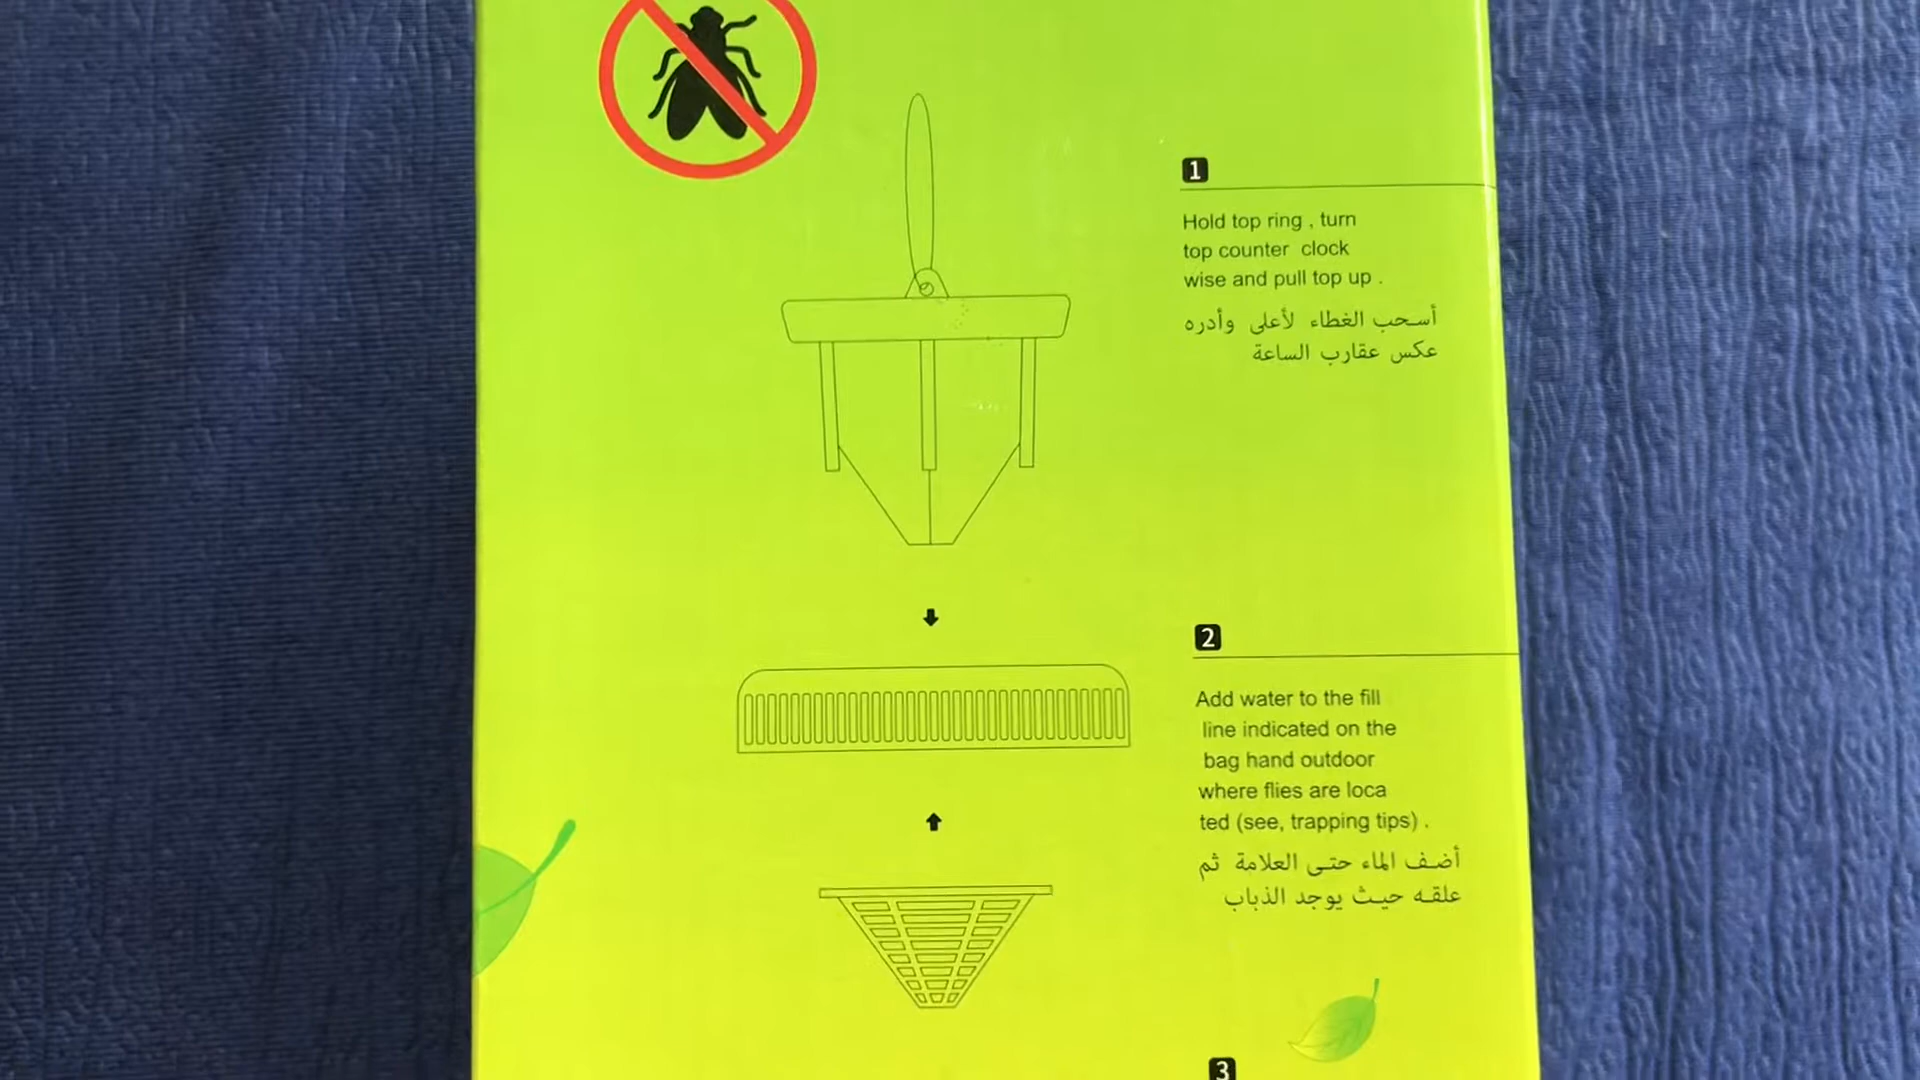 1
Hold top ring , turn
top counter clock
wise and pull top up .
أسحب الغطاء لأعلى وأدره
عكس عقارب الساعة
2
Add water to the fill
line indicated on the
bag hand outdoor
where flies are loca
ted (see, trapping tips) .
أضف الماء حتى العلامة ثم
علقه حيث يوجد الذباب
3